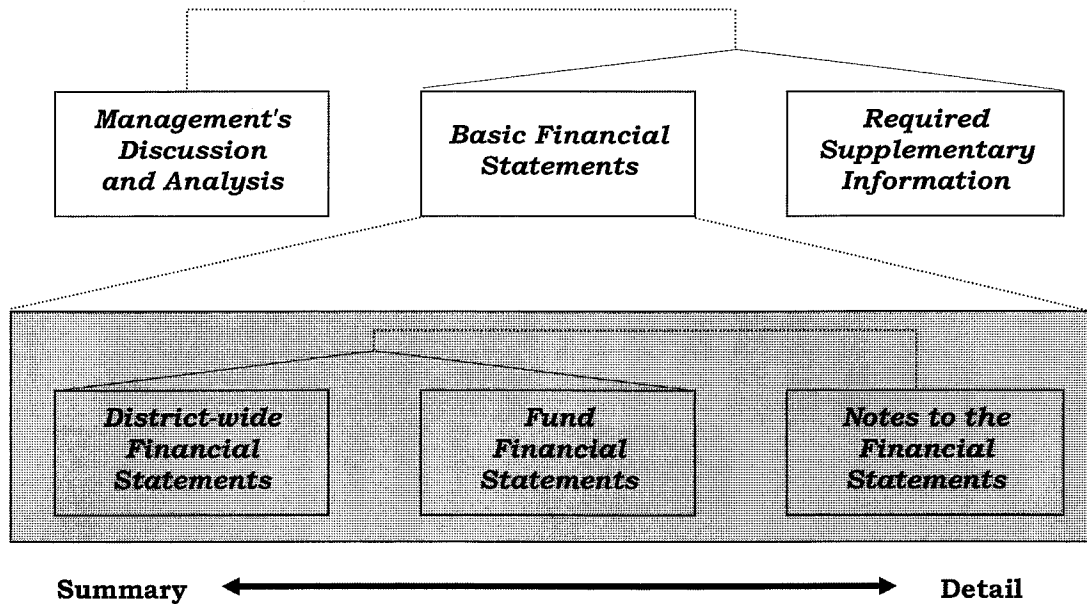 Management's
Discussion
and Analysis
Basic Financial
Statements
Required
Supplementary
Information
District-wide
Financial
Statements
Fund
Financial
Statements
Notes to the
Financial
Statements
Summary
Detail